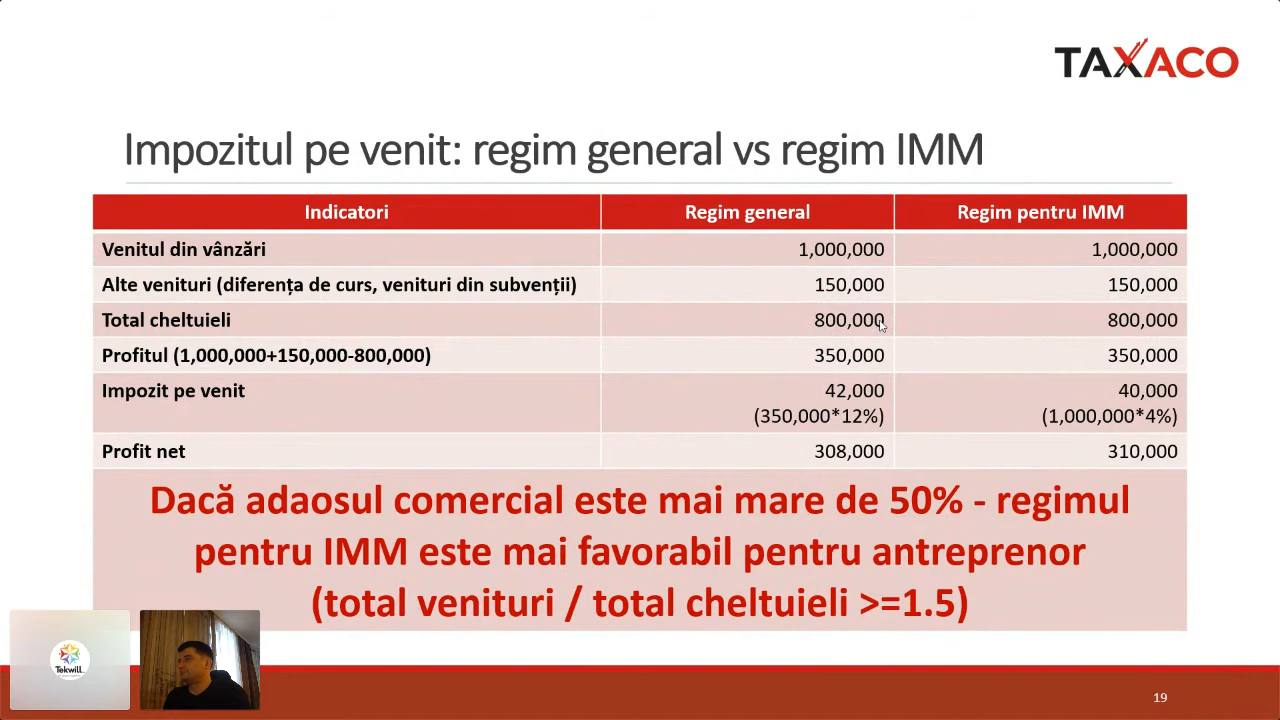 TAXACO
Impozitul pe venit: regim general vs regim IMM
Indicatori Regim general Regim pentru IMM
Venitul din vânzări 1,000,000 1,000,000
Alte venituri (diferența de curs, venituri din subvenții) 150,000 150,000
Total cheltuieli 800,000 800,000
Profitul (1,000,000+150,000-800,000) 350,000 350,000
Impozit pe venit 42,000 40,000
(350,000*12%) (1,000,000*4%)
Profit net 308,000 310,000
Dacă adaosul comercial este mai mare de 50% - regimul
pentru IMM este mai favorabil pentru antreprenor
(total venituri / total cheltuieli >=1.5)
Tekwill
19